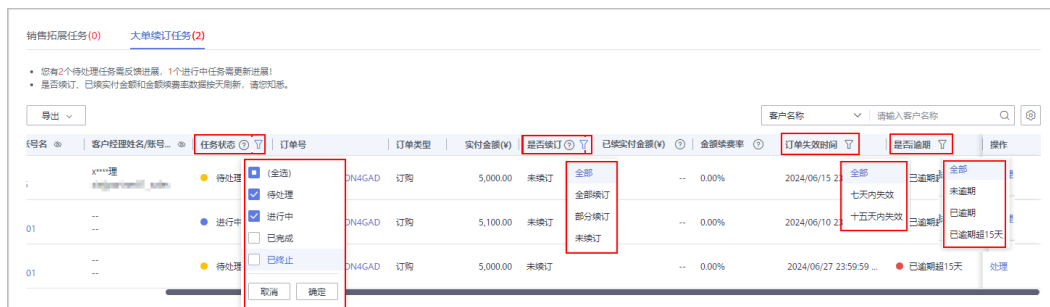 销售拓展任务(0) 大单续订任务(2)
• 您有2个待处理任务需反馈进展，1个进行中任务需更新进展！
• 是否续订、已续实付金额和金额续费率数据按天刷新，请您知悉。
导出
客户名称 请输入客户名称
号名 客户经理姓名/账号... 任务状态 订单号 订单类型 实付金额(¥) 是否续订 已续实付金额(¥) 金额续费率 订单失效时间 是否逾期 操作
x****理
待处理 ON4GAD 订购 5,000.00 未续订 -- 0.00% 2024/06/15 23 已逾期
01 -- -- 进行中 ON4GAD 订购 5,100.00 未续订 -- 0.00% 2024/06/10 23
01 -- -- 待处理 ON4GAD 订购 5,000.00 未续订 -- 0.00% 2024/06/27 23:59:59 ... 已逾期超15天 处理
(全选)
待处理
进行中
已完成
已终止
取消 确定
全部
全部续订
部分续订
未续订
全部
七天内失效
十五天内失效
全部
未逾期
已逾期
已逾期超15天